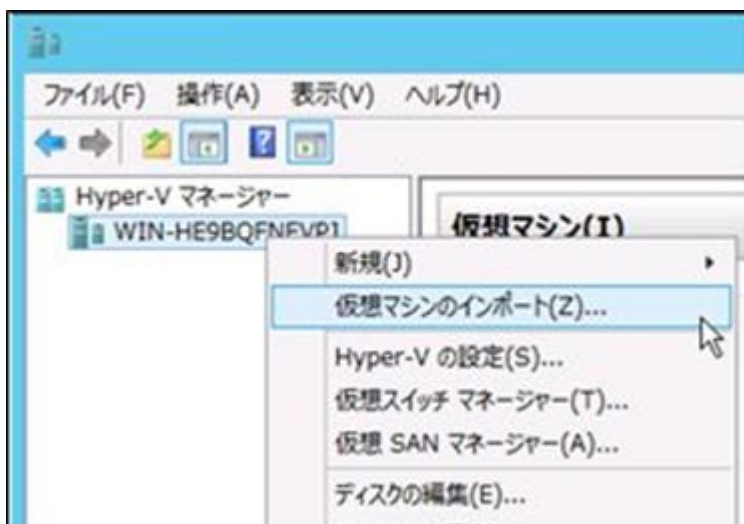 ファイル(F) 操作(A) 表示(V) ヘルプ(H)
Hyper-V マネージャー
仮想マシン(I)
新規(J)
仮想マシンのインポート(Z)...
Hyper-V の設定(S)...
仮想スイッチ マネージャー(T)...
仮想 SAN マネージャー(A)...
ディスクの編集(E)...